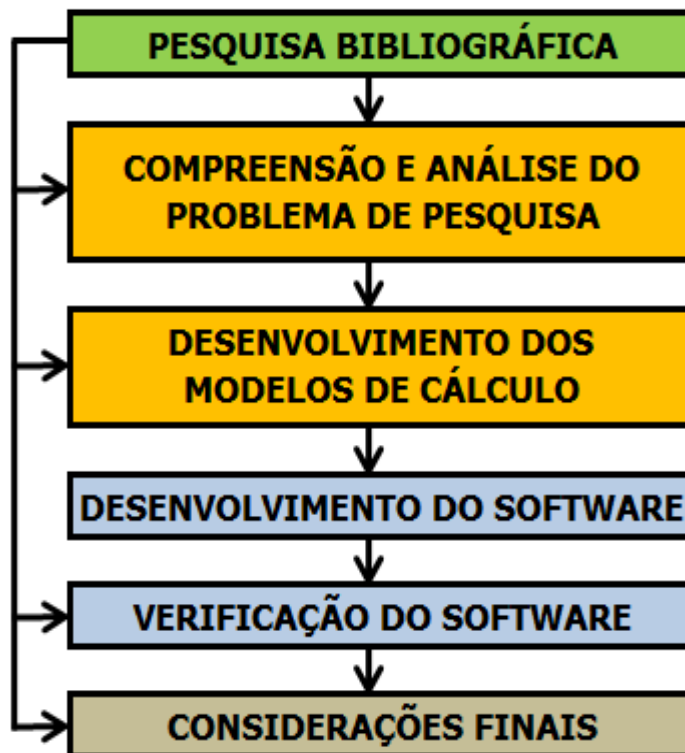 PESQUISA BIBLIOGRÁFICA
COMPREENSÃO E ANÁLISE DO
PROBLEMA DE PESQUISA
DESENVOLVIMENTO DOS
MODELOS DE CÁLCULO
DESENVOLVIMENTO DO SOFTWARE
VERIFICAÇÃO DO SOFTWARE
CONSIDERAÇÕES FINAIS